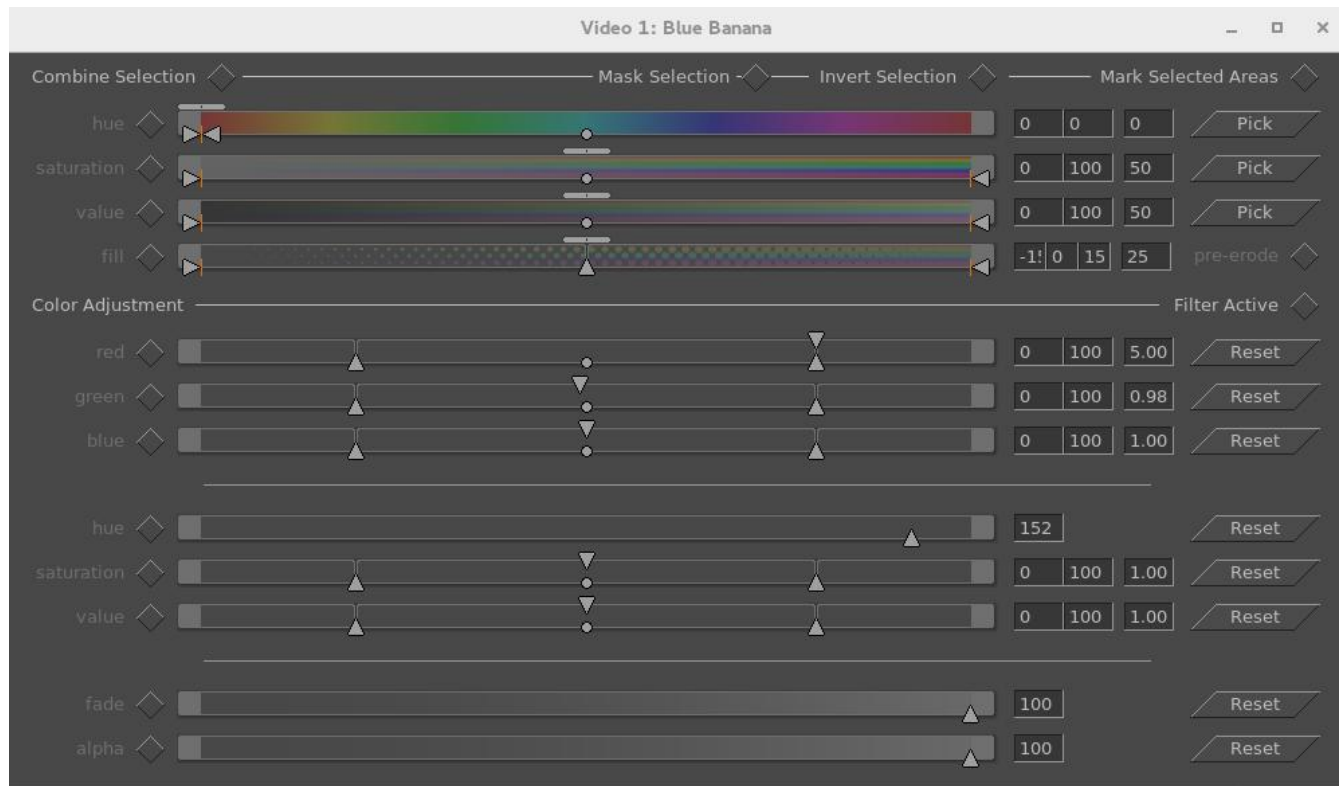 Video 1: Blue Banana
Combine Selection Mask Selection Invert Selection Mark Selected Areas
hue 0 0 0 Pick
saturation 0 100 50 Pick
value 0 100 50 Pick
fill 0 15 25 pre-erode
Color Adjustment Filter Active
red 0 100 5.00 Reset
green 0 100 0.98 Reset
blue 0 100 1.00 Reset
hue 152 Reset
saturation 0 100 1.00 Reset
value 0 100 1.00 Reset
fade 100 Reset
alpha 100 Reset